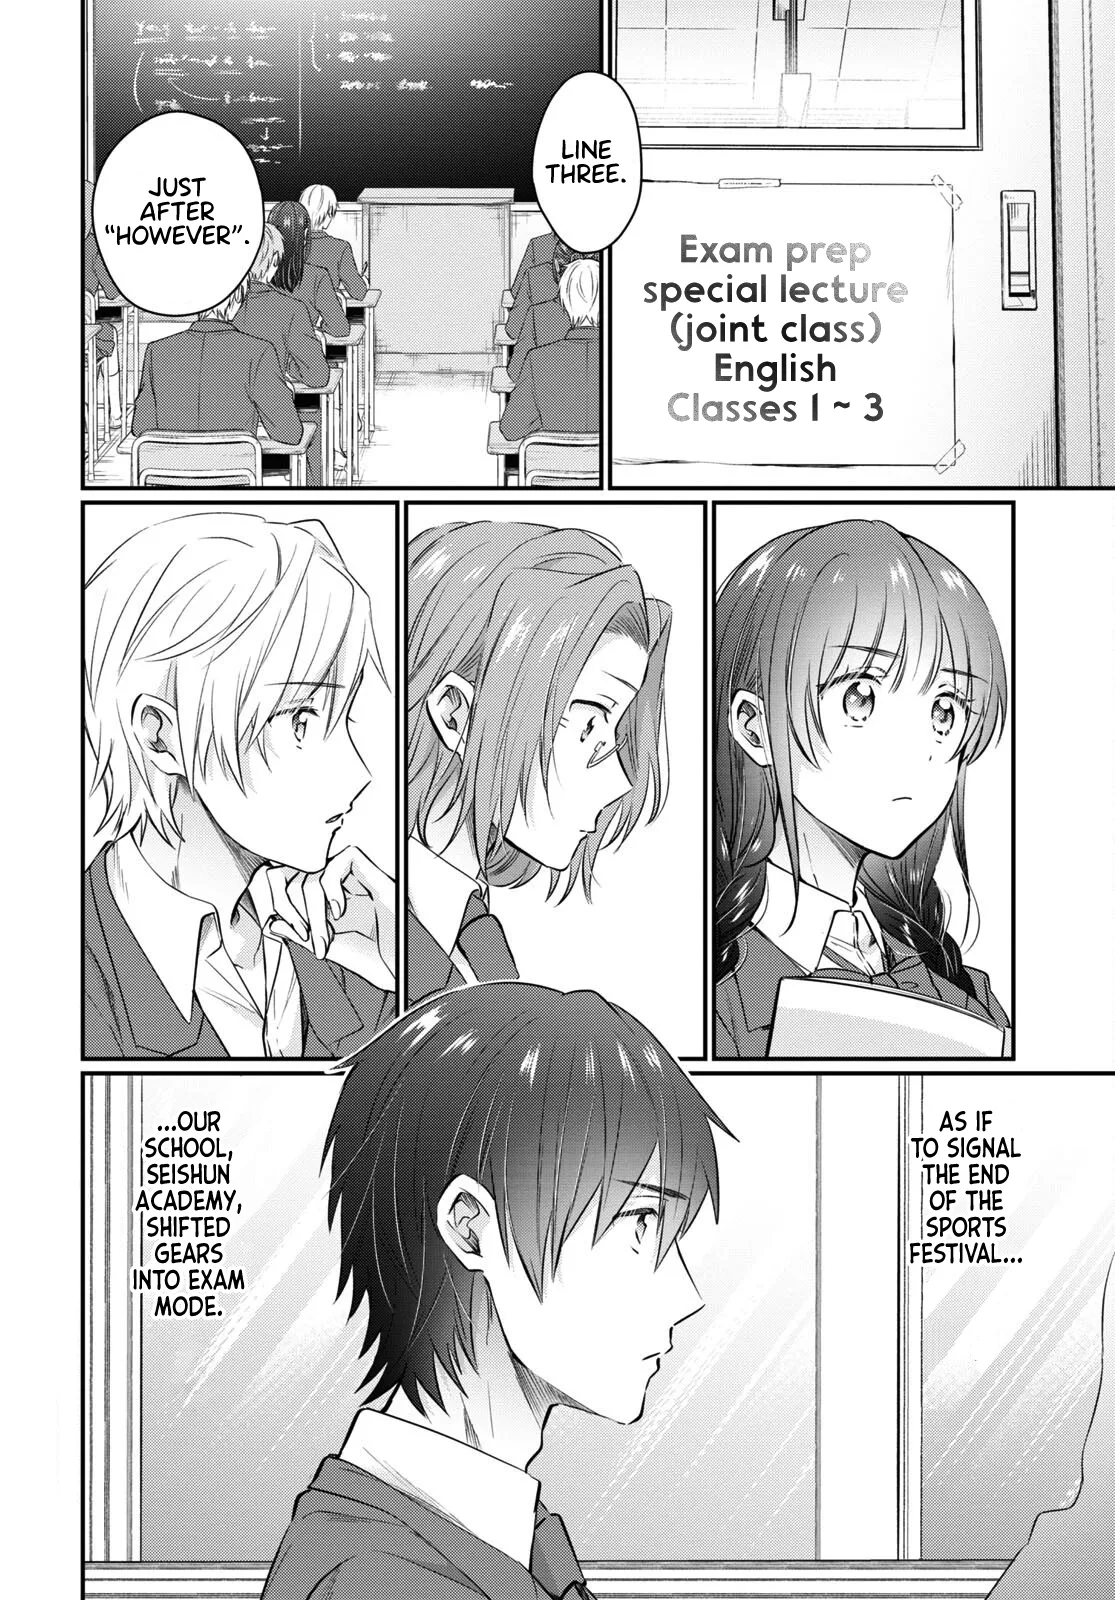 Exam prep
special lecture
(joint class)
English
Classes 1 ~ 3
LINE
THREE.
JUST
AFTER
“HOWEVER”.
AS IF
TO SIGNAL
THE END
OF THE
SPORTS
FESTIVAL...
...OUR
SCHOOL,
SEISHUN
ACADEMY,
SHIFTED
GEARS
INTO EXAM
MODE.